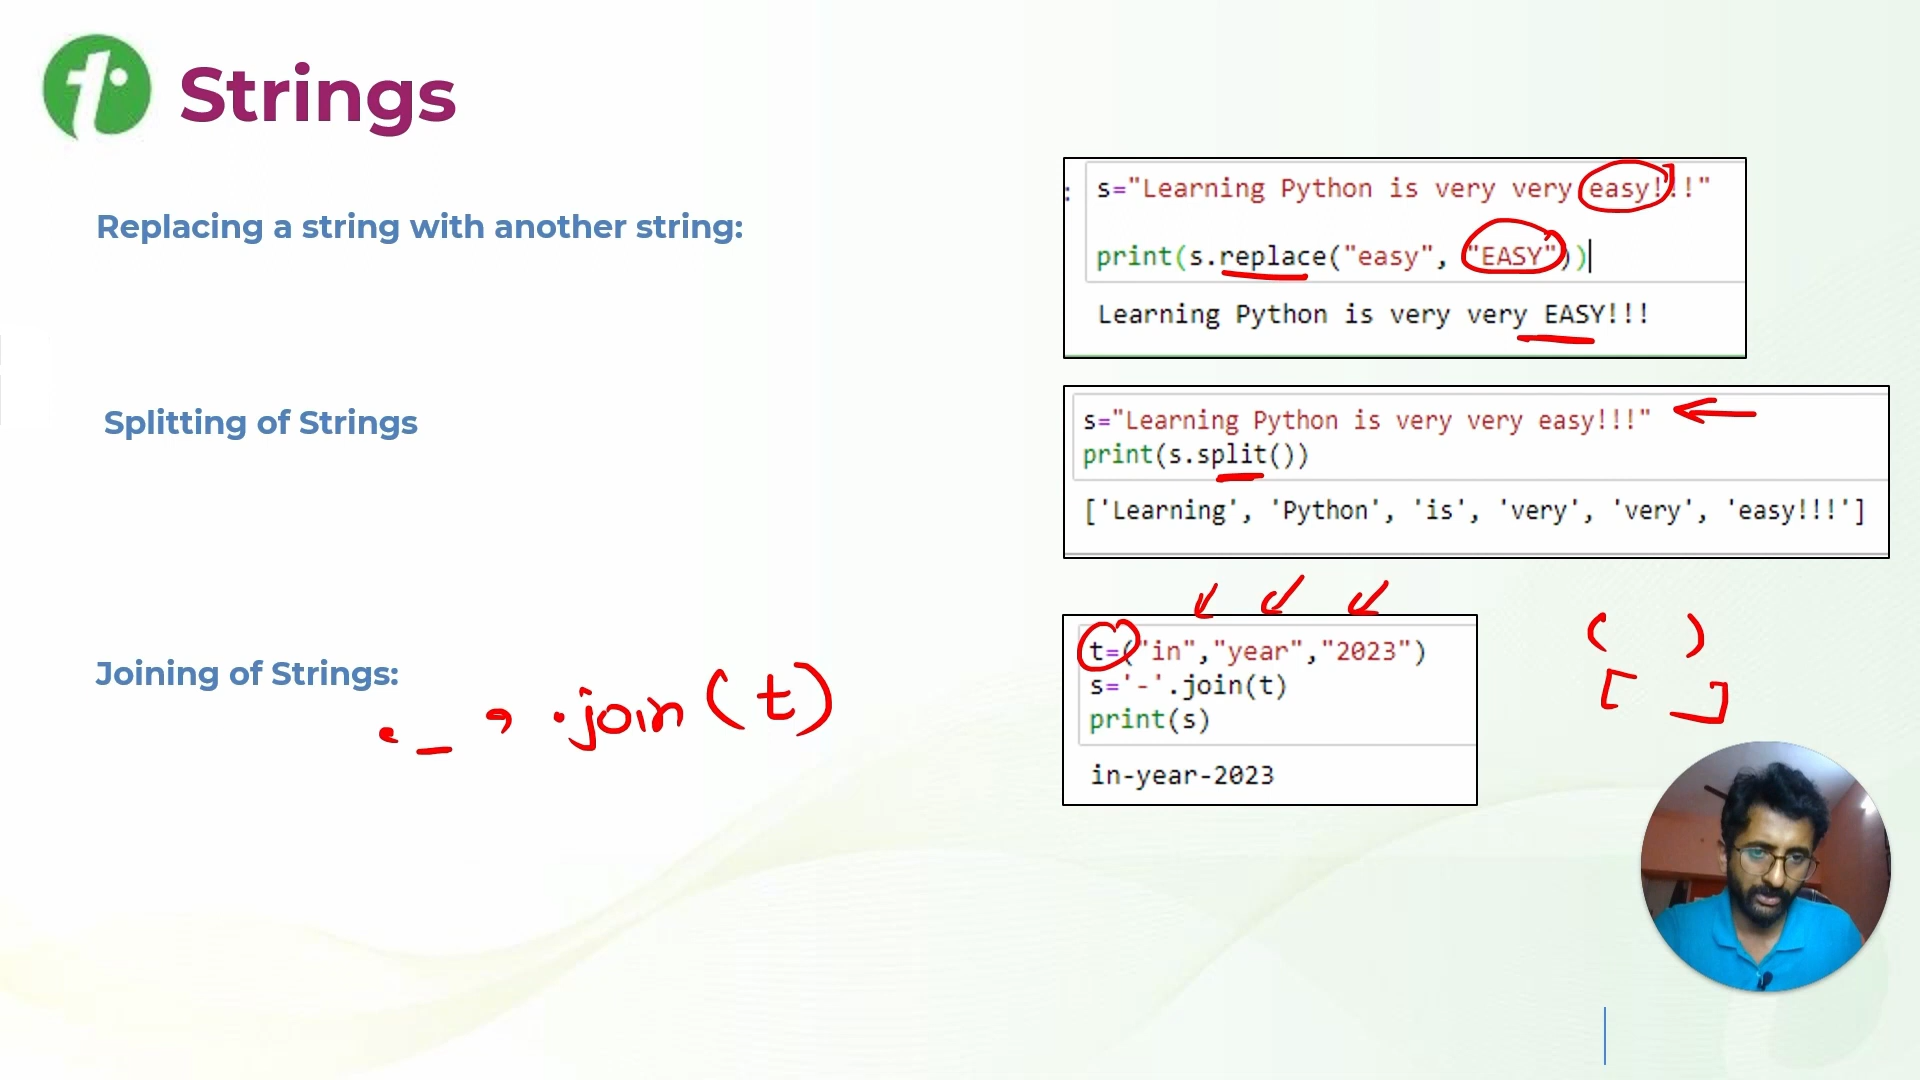 Strings
Replacing a string with another string:
s="Learning Python is very very easy!!!"
print(s.replace("easy", "EASY"))
Learning Python is very very EASY!!!
Splitting of Strings
s="Learning Python is very very easy!!!"
print(s.split())
['Learning', 'Python', 'is', 'very', 'very', 'easy!!!']
Joining of Strings:
'-'.join(t)
t=("in","year","2023")
s='-'.join(t)
print(s)
in-year-2023
( )
[ ]